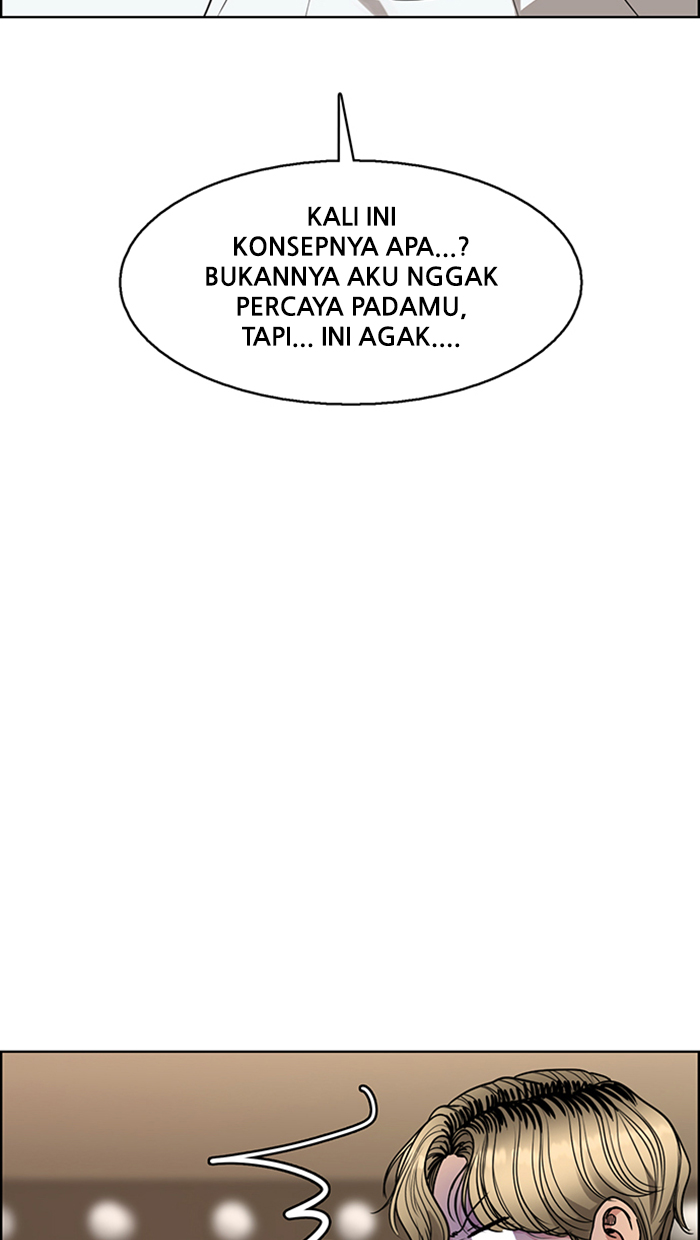 KALI INI
KONSEPNYA APA...?
BUKANNYA AKU NGGAK
PERCAYA PADAMU,
TAPI... INI AGAK....